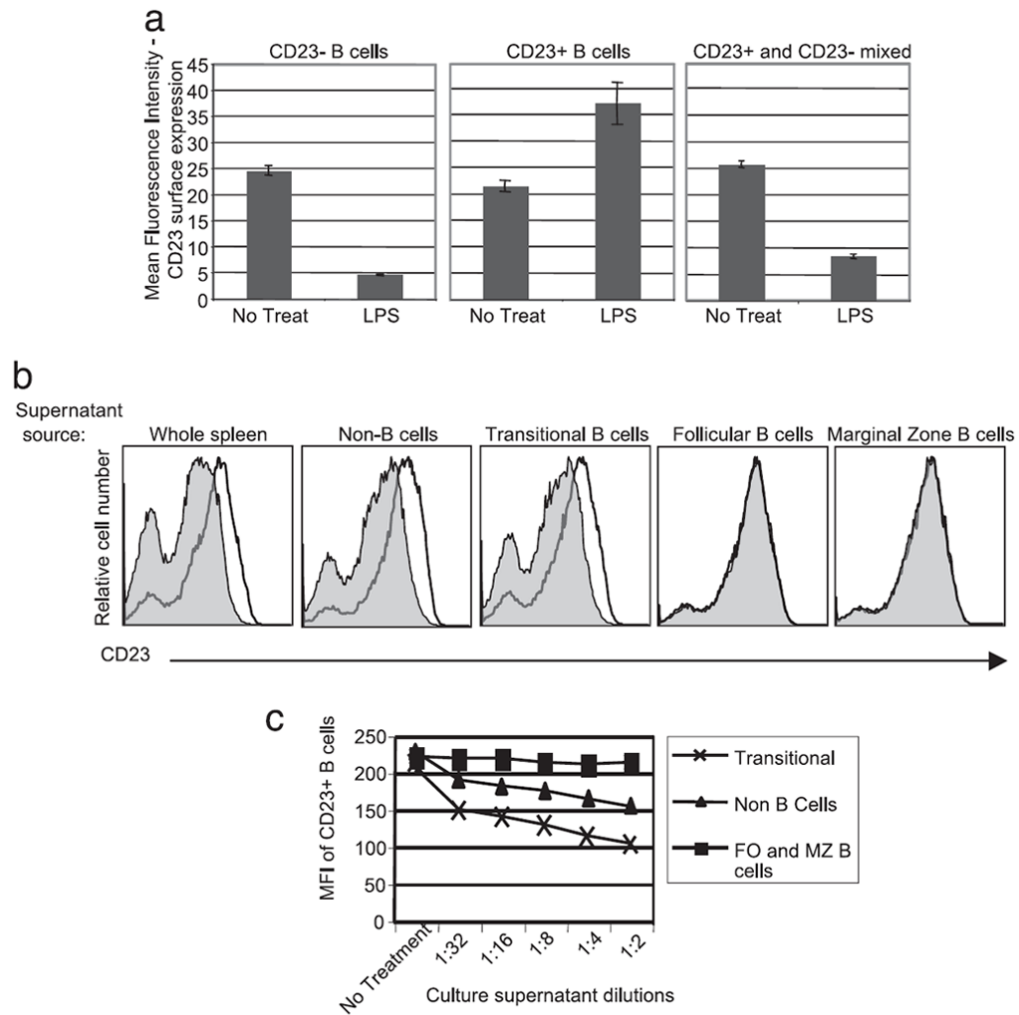 a
Mean Fluorescence Intensity -
CD23 surface expression
CD23- B cells
CD23+ B cells
CD23+ and CD23- mixed
45
40
35
30
25
20
15
10
5
0
No Treat
LPS
No Treat
LPS
No Treat
LPS
b
Supernatant
source:
Whole spleen
Non-B cells
Transitional B cells
Follicular B cells
Marginal Zone B cells
Relative cell number
CD23
c
MFI of CD23+ B cells
250
200
150
100
50
0
No Treatment
1:32
1:16
1:8
1:4
1:2
Culture supernatant dilutions
Transitional
Non B Cells
FO and MZ B
cells